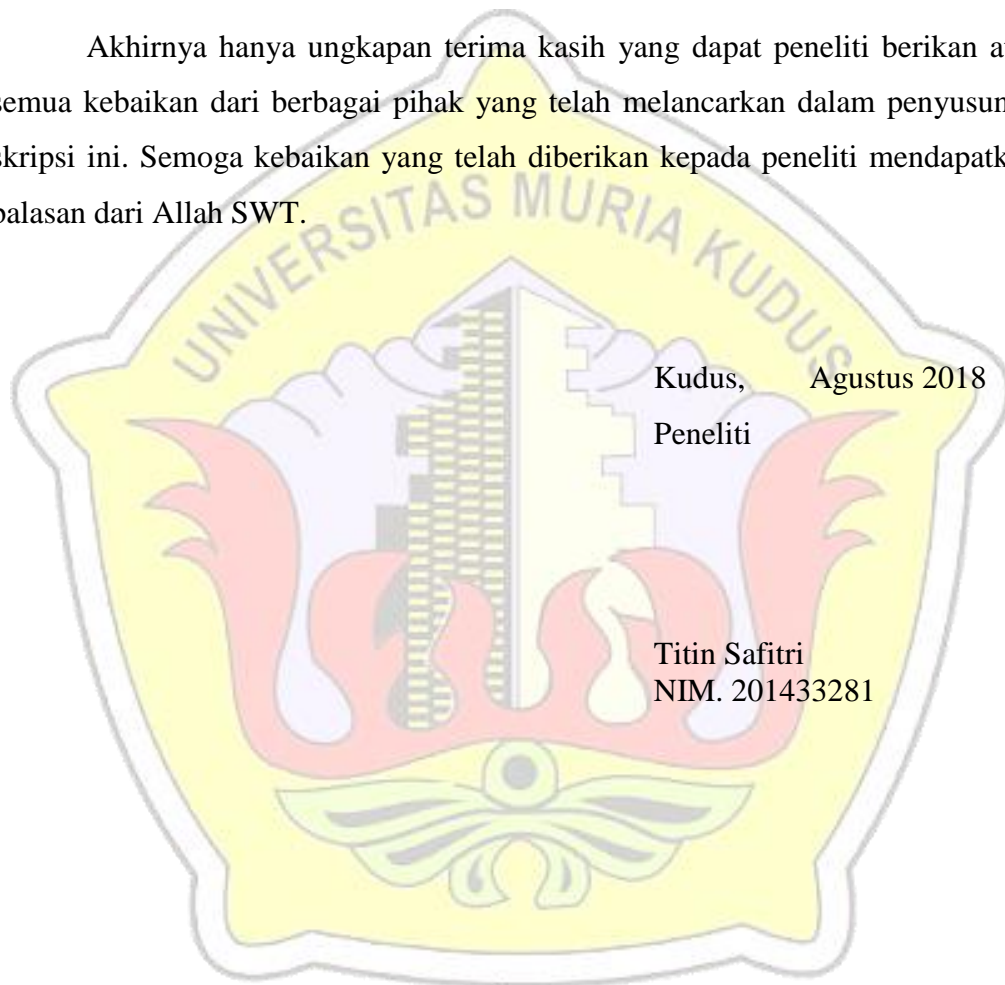 Akhirnya hanya ungkapan terima kasih yang dapat peneliti berikan
semua kebaikan dari berbagai pihak yang telah melancarkan dalam
skripsi ini. Semoga kebaikan yang telah diberikan kepada peneliti
balasan dari Allah SWT.
UNIVERSITAS MURIA KUDUS
Kudus, Agustus 2018
Peneliti
Titin Safitri
NIM. 201433281